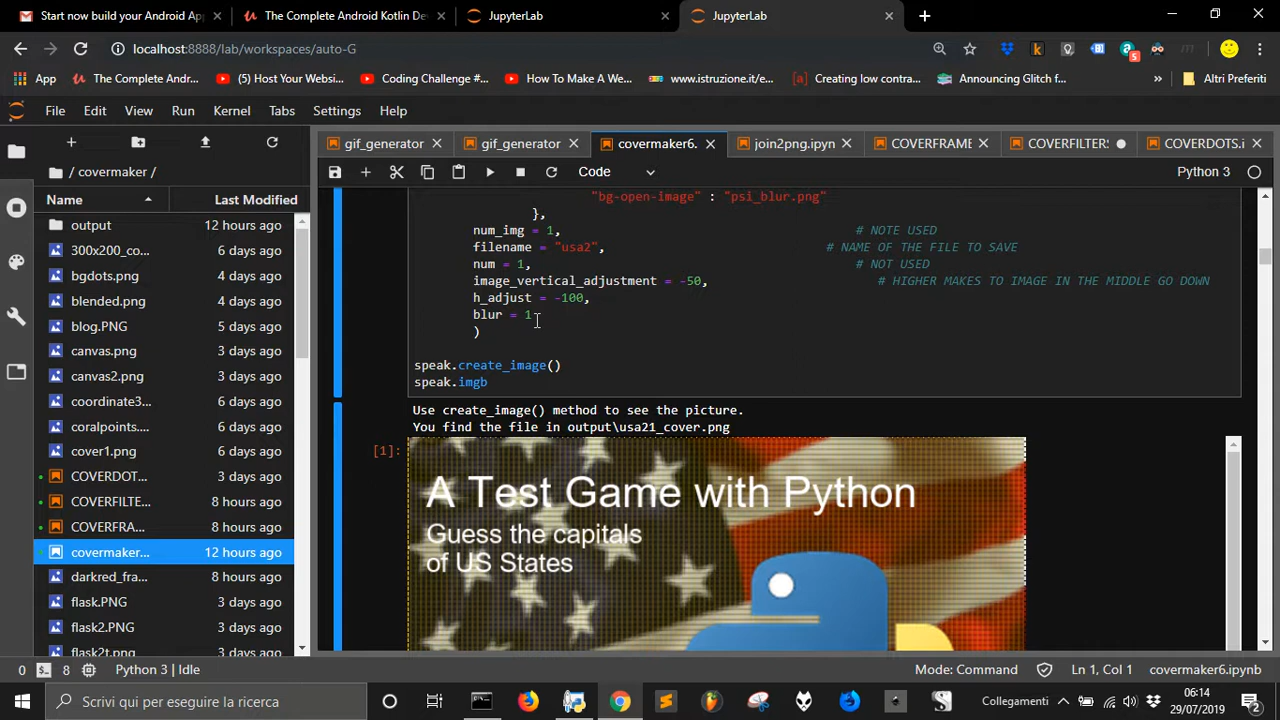 Start now build your Android Ap
The Complete Android Kotlin De
JupyterLab
JupyterLab
localhost:8888/lab/workspaces/auto-G
App
The Complete Andr...
(5) Host Your Websi...
Coding Challenge #...
How To Make A We...
www.istruzione.it/e...
Creating low contra...
Announcing Glitch f
»
Altri Preferiti
File Edit View Run Kernel Tabs Settings Help
gif_generator
gif_generator
covermaker6.
join2png.ipyn
COVERFRAME.
COVERFILTERS
COVERDOTS.i
/ covermaker /
Code
Python 3
Name
Last Modified
output 12 hours ago
300x200_co... 6 days ago
bgdots.png 4 days ago
blended.png 3 days ago
blog.PNG 3 days ago
canvas.png 3 days ago
canvas2.png 3 days ago
coordinate3... 6 days ago
coralpoints.... 6 days ago
cover1.png 6 days ago
COVERDOT... 3 days ago
COVERFILTE... 8 hours ago
COVERFRA... 8 hours ago
covermaker... 12 hours ago
darkred_fra... 8 hours ago
flask.PNG 3 days ago
flask2.PNG 3 days ago
flask2t.png 3 days ago
"bg-open-image" : "psi_blur.png"
},
num_img = 1, # NOTE USED
filename = "usa2", # NAME OF THE FILE TO SAVE
num = 1, # NOT USED
image_vertical_adjustment = -50, # HIGHER MAKES TO IMAGE IN THE MIDDLE GO DOWN
h_adjust = -100,
blur = 1
)
speak.create_image()
speak.imgb
Use create_image() method to see the picture.
You find the file in output\usa21_cover.png
[1]:
A Test Game with Python
Guess the capitals
of US States
0 8 Python 3 | Idle
Mode: Command
Ln 1, Col 1
covermaker6.ipynb
Scrivi qui per eseguire la ricerca
Collegamenti
06:14
29/07/2019
2